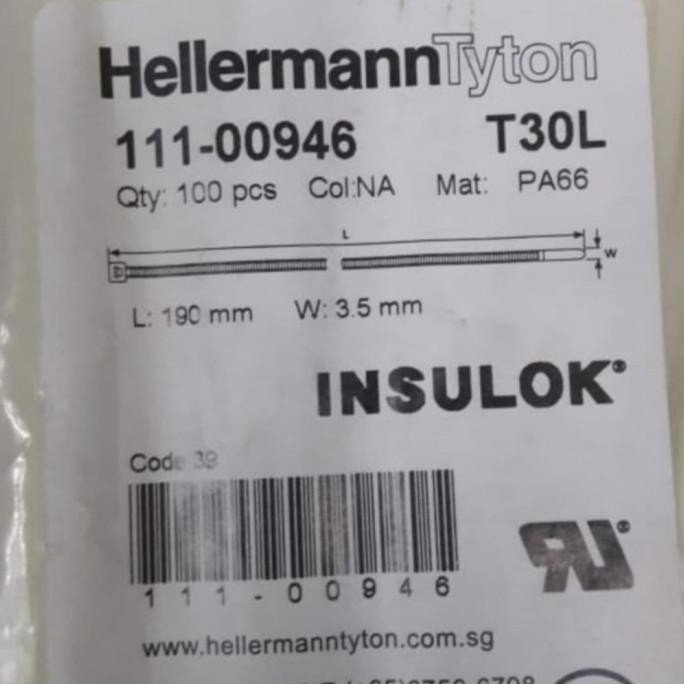 HellermannTyton
111-00946 T30L
Qty: 100 pcs Col:NA Mat: PA66
L
W
L: 190 mm W: 3.5 mm
INSULOK®
Code 39
111-00946
www.hellermanntyton.com.sg